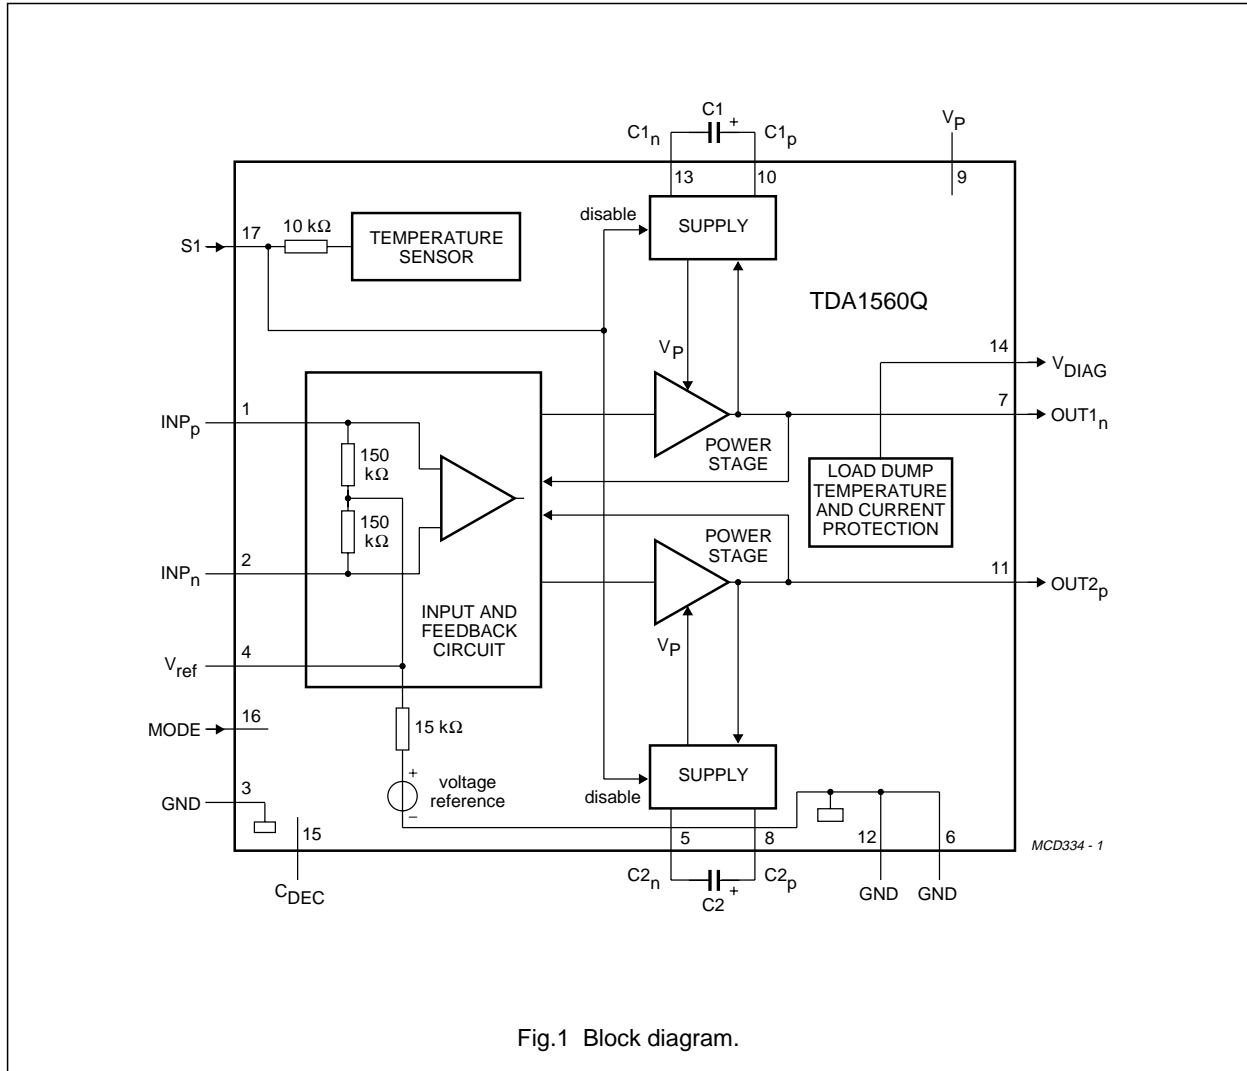 C1
+
C1n
C1p
VP
13
10
9
disable
SUPPLY
S1
17
10 kΩ
TEMPERATURE
SENSOR
TDA1560Q
VP
14
VDIAG
INPp
1
7
OUT1n
150
kΩ
POWER
STAGE
LOAD DUMP
TEMPERATURE
AND CURRENT
PROTECTION
150
kΩ
POWER
STAGE
INPn
2
11
OUT2p
INPUT AND
FEEDBACK
CIRCUIT
VP
Vref
4
MODE
16
15 kΩ
+
voltage
reference
−
SUPPLY
disable
GND
3
15
5
8
12
6
MCD334 - 1
CDEC
C2n
+
C2p
C2
GND
GND
Fig.1 Block diagram.